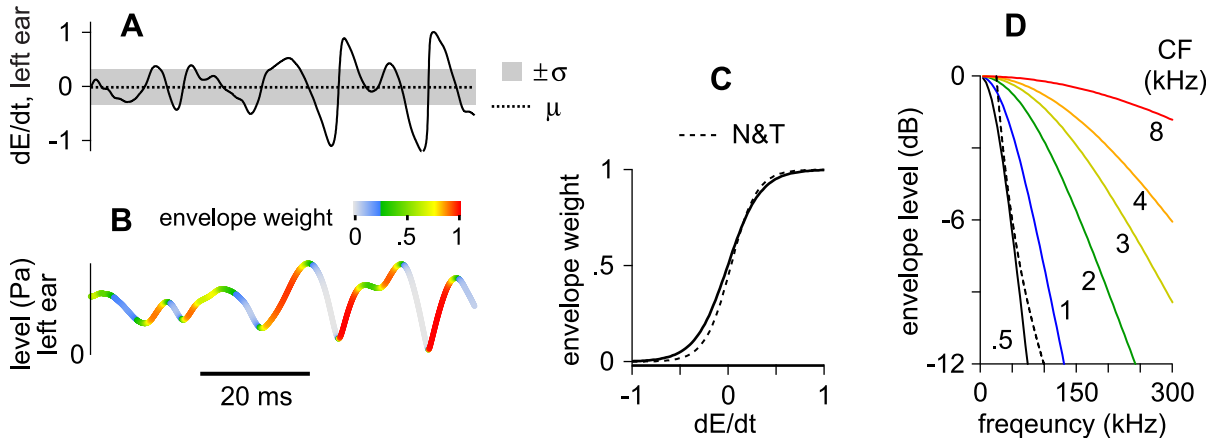 A
dE/dt, left ear
1
0
-1
±σ
μ
B
envelope weight
0 .5 1
level (Pa)
left ear
0
20 ms
C
N&T
envelope weight
1
.5
0
-1 0 1
dE/dt
D
CF
(kHz)
envelope level (dB)
0
-6
-12
8
4
3
2
1
.5
0 150 300
freqeuncy (kHz)